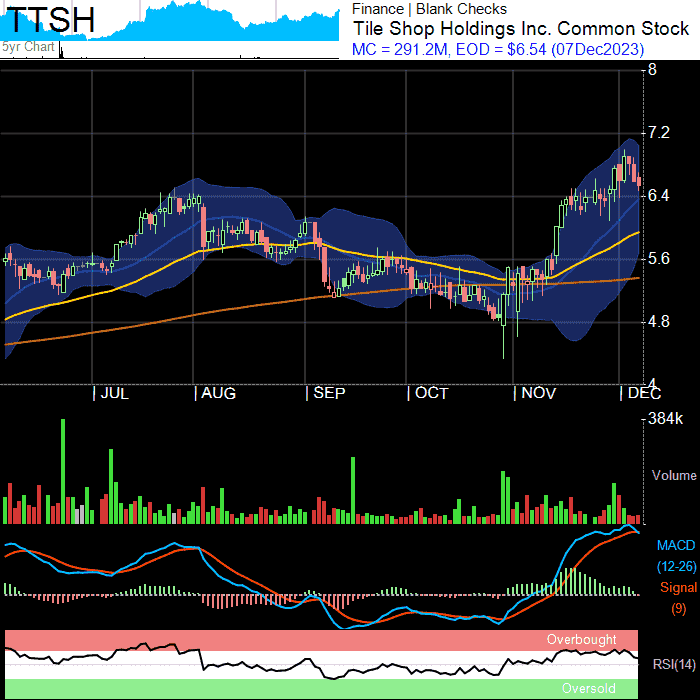 TTSH
5yr Chart
Finance | Blank Checks
Tile Shop Holdings Inc. Common Stock
MC = 291.2M, EOD = $6.54 (07Dec2023)
8
7.2
6.4
5.6
4.8
4
JUL AUG SEP OCT NOV DEC
384k
Volume
MACD
(12-26)
Signal
(9)
Overbought
RSI(14)
Oversold